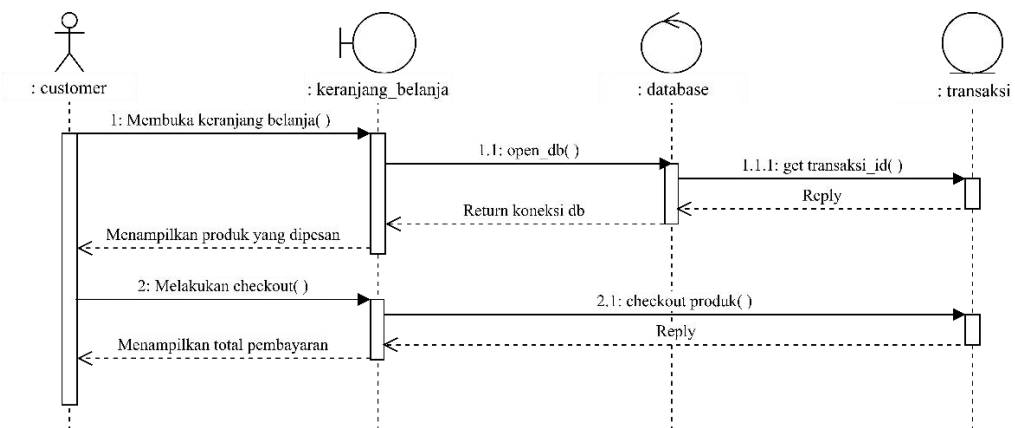 : customer
: keranjang_belanja
: database
: transaksi
1: Membuka keranjang belanja( )
1.1: open_db( )
1.1.1: get transaksi_id( )
Reply
Return koneksi db
Menampilkan produk yang dipesan
2: Melakukan checkout( )
2.1: checkout produk( )
Reply
Menampilkan total pembayaran